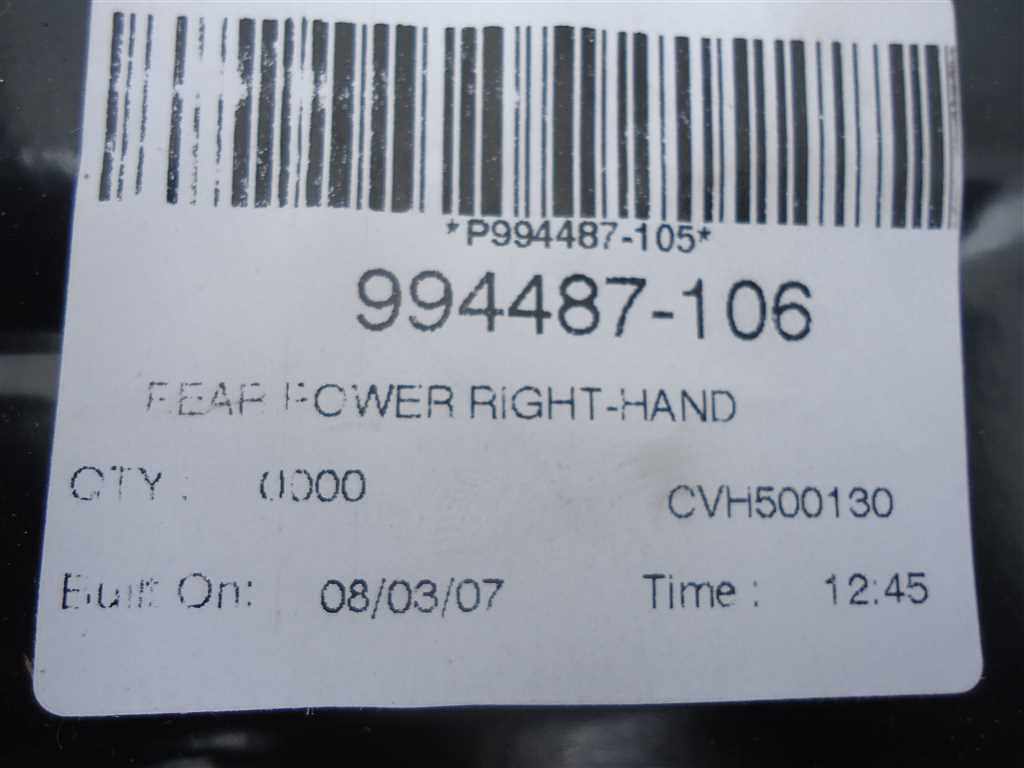 *P994487-105*
994487-106
REAR POWER RIGHT-HAND
QTY : 0000
CVH500130
Built On: 08/03/07 Time : 12:45